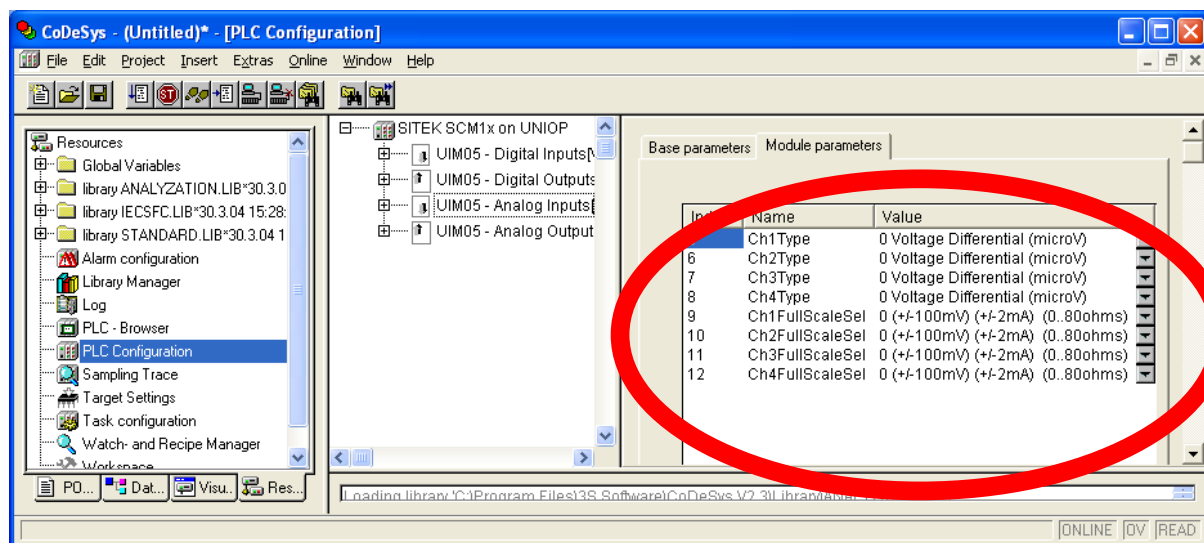 CoDeSys - (Untitled)* - [PLC Configuration]
File Edit Project Insert Extras Online Window Help
Resources
Global Variables
library ANALYZATION.LIB*30.3.0
library IECSFC.LIB*30.3.04 15:28:
library STANDARD.LIB*30.3.04 1
Alarm configuration
Library Manager
Log
PLC - Browser
PLC Configuration
Sampling Trace
Target Settings
Task configuration
Watch- and Recipe Manager
Workspace
PO... Dat... Visu.. Res...
SITEK SCM1x on UNIOP
UIM05 - Digital Inputs[
UIM05 - Digital Outputs
UIM05 - Analog Inputs[
UIM05 - Analog Output
Base parameters Module parameters
Name Value
Ch1Type 0 Voltage Differential (microV)
6 Ch2Type 0 Voltage Differential (microV)
7 Ch3Type 0 Voltage Differential (microV)
8 Ch4Type 0 Voltage Differential (microV)
9 Ch1FullScaleSel 0 (+/-100mV) (+/-2mA) (0..80ohms)
10 Ch2FullScaleSel 0 (+/-100mV) (+/-2mA) (0..80ohms)
11 Ch3FullScaleSel 0 (+/-100mV) (+/-2mA) (0..80ohms)
12 Ch4FullScaleSel 0 (+/-100mV) (+/-2mA) (0..80ohms)
Loading library 'C:\Program Files\3S Software\CoDeSys V2.3\Library\
ONLINE OV READ